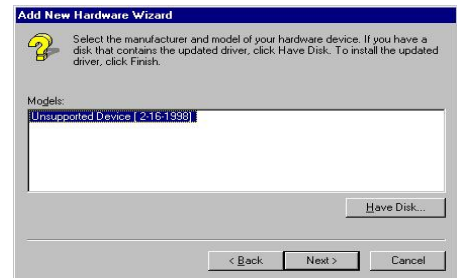 Add New Hardware Wizard
Select the manufacturer and model of your hardware device. If you have a
disk that contains the updated driver, click Have Disk. To install the updated
driver, click Finish.
Models:
Unsupported Device [ 2-16-1998]
Have Disk...
< Back
Next >
Cancel